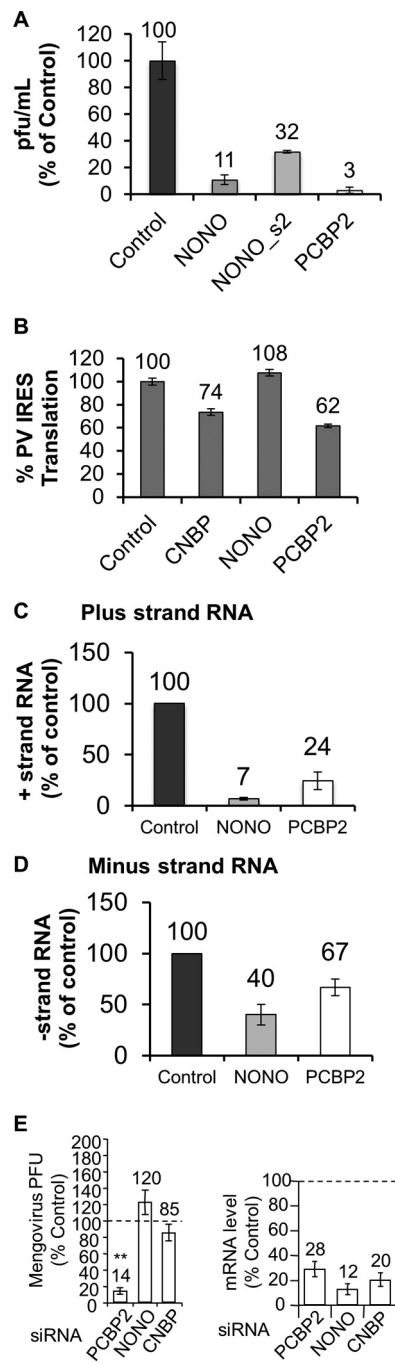 A
pfu/mL
(% of Control)
120
100
80
60
40
20
0
100
11
32
3
Control
NONO
NONO_s2
PCBP2
B
% PV IRES
Translation
120
100
80
60
40
20
0
100
74
108
62
Control
CNBP
NONO
PCBP2
C Plus strand RNA
+ strand RNA
(% of control)
150
100
50
0
100
7
24
Control NONO PCBP2
D Minus strand RNA
-strand RNA
(% of control)
150
100
50
0
100
40
67
Control NONO PCBP2
E
Mengovirus PFU
(% Control)
200
180
160
140
120
100
80
60
40
20
0
**
14
120
85
siRNA
PCBP2
NONO
CNBP
mRNA level
(% Control)
100
80
60
40
20
0
28
12
20
siRNA
PCBP2
NONO
CNBP